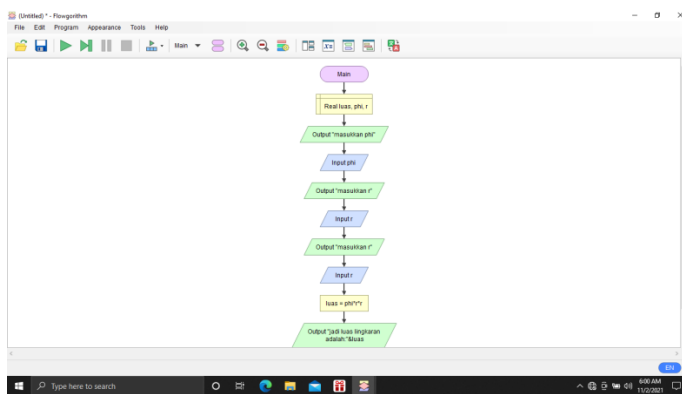 (Untitled) * - Flowgorithm
File Edit Program Appearance Tools Help
Main
Main
Real luas, phi, r
Output "masukkan phi"
Input phi
Output "masukkan r"
Input r
Output "masukkan r"
Input r
luas = phi*r*r
Output "jadi luas lingkaran
adalah:"&luas
EN
Type here to search
6:00 AM
11/2/2021